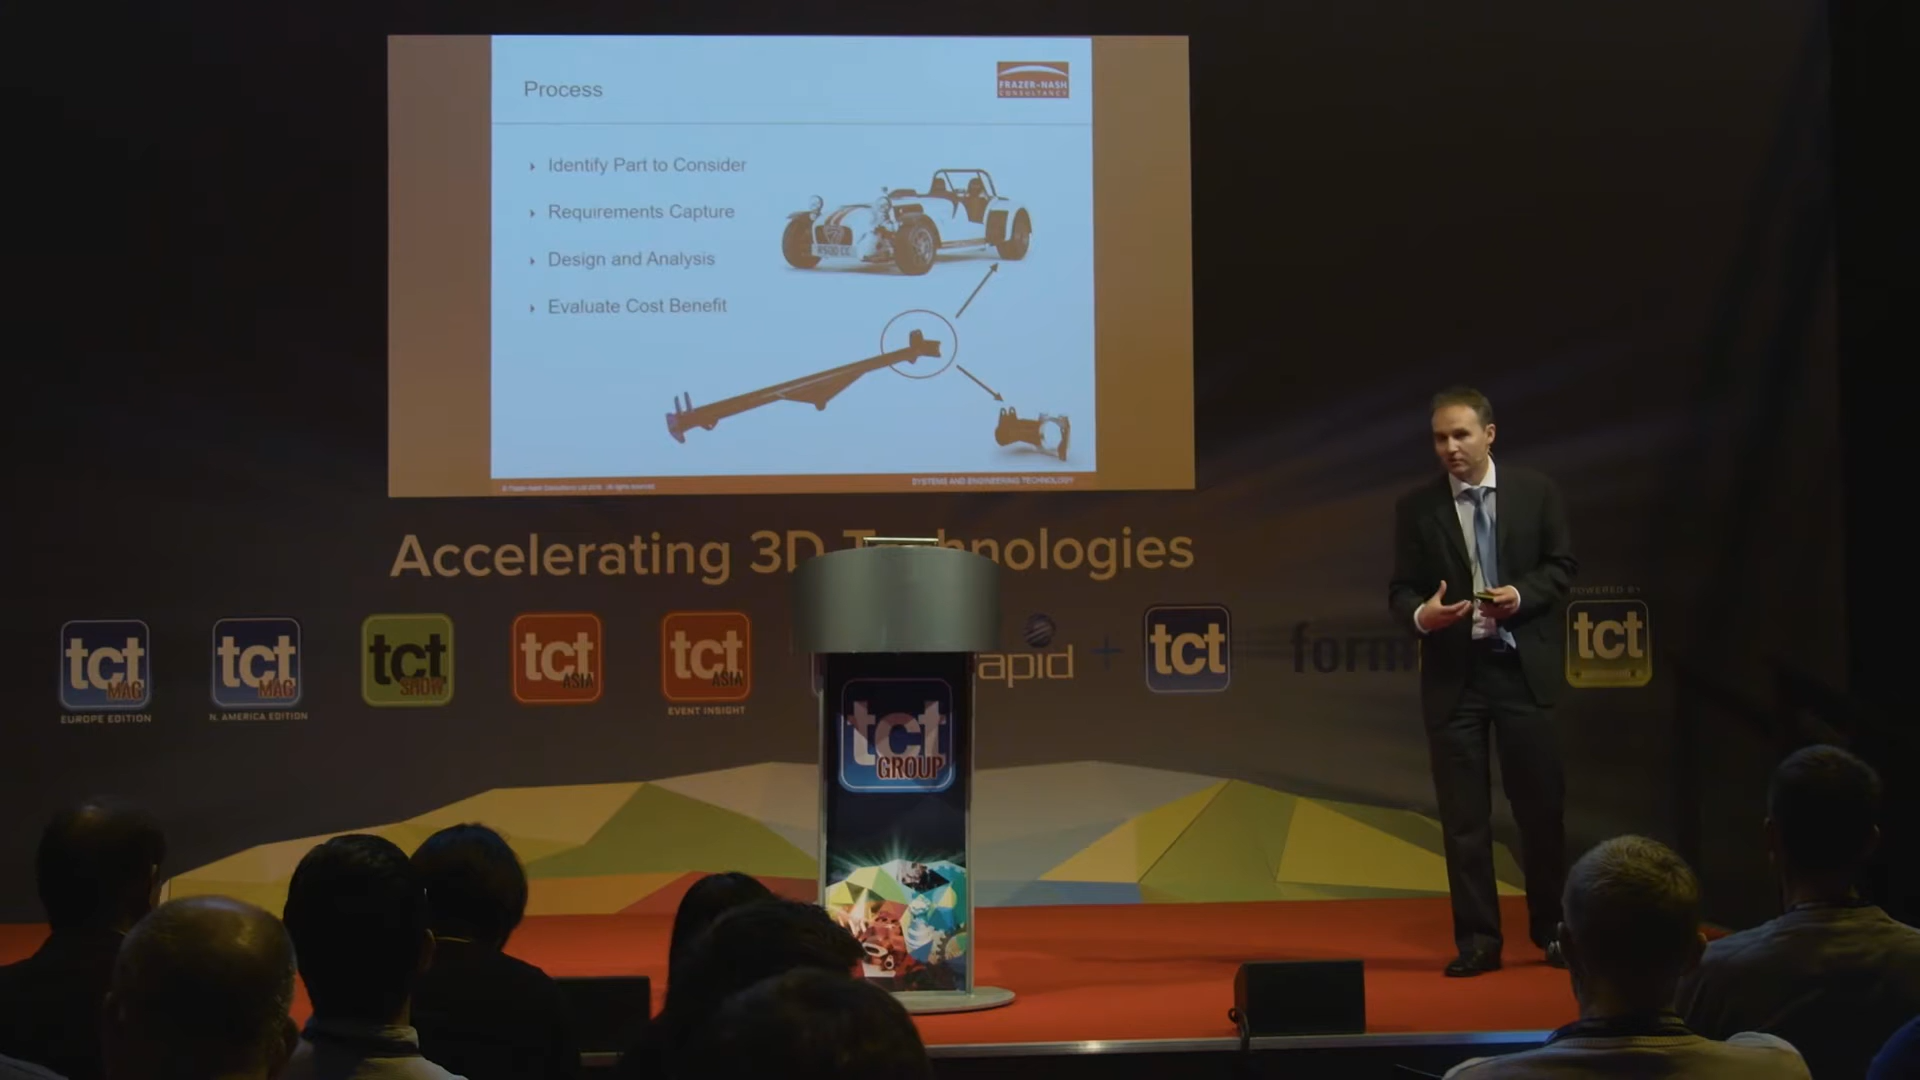 Process
FRAZER-NASH
CONSULTANCY
Identify Part to Consider
Requirements Capture
Design and Analysis
Evaluate Cost Benefit
SYSTEMS AND ENGINEERING TECHNOLOGY
Accelerating 3D Technologies
POWERED BY
tct MAG
tct MAG
tct SHOW
tct ASIA
tct ASIA
rapid + tct
form
tct
EUROPE EDITION
N. AMERICA EDITION
EVENT INSIGHT
tct
GROUP